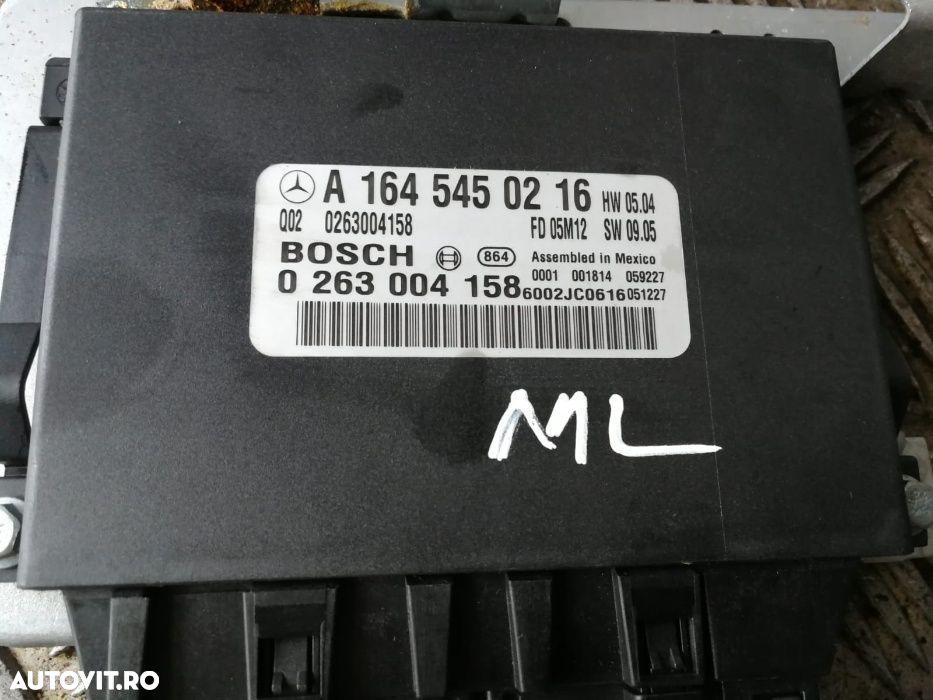 A 164 545 02 16 HW 05.04
Q02 0263004158 FD 05M12 SW 09.05
BOSCH 864 Assembled in Mexico
0001 001814 059227
0 263 004 158 6002JC0616 051227
ML
AUTOVIT.RO